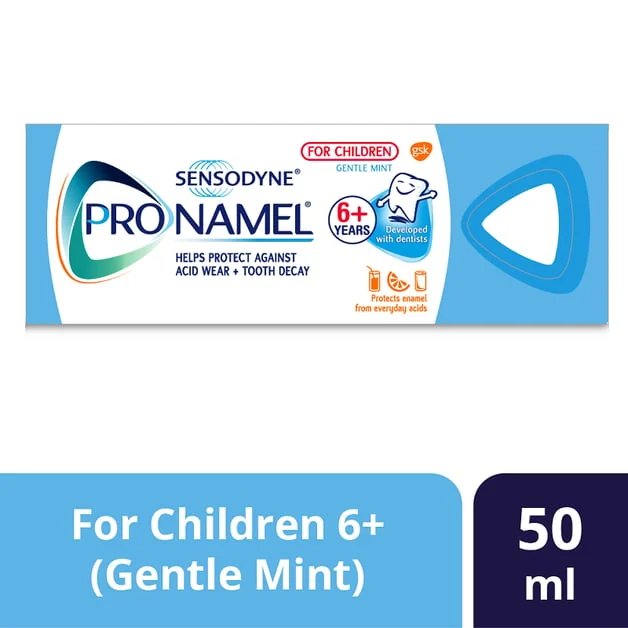 FOR CHILDREN
gsk
GENTLE MINT
SENSODYNE®
PRONAMEL®
HELPS PROTECT AGAINST
ACID WEAR + TOOTH DECAY
6+
YEARS
Developed
with dentists
Protects enamel
from everyday acids
For Children 6+
(Gentle Mint)
50
ml